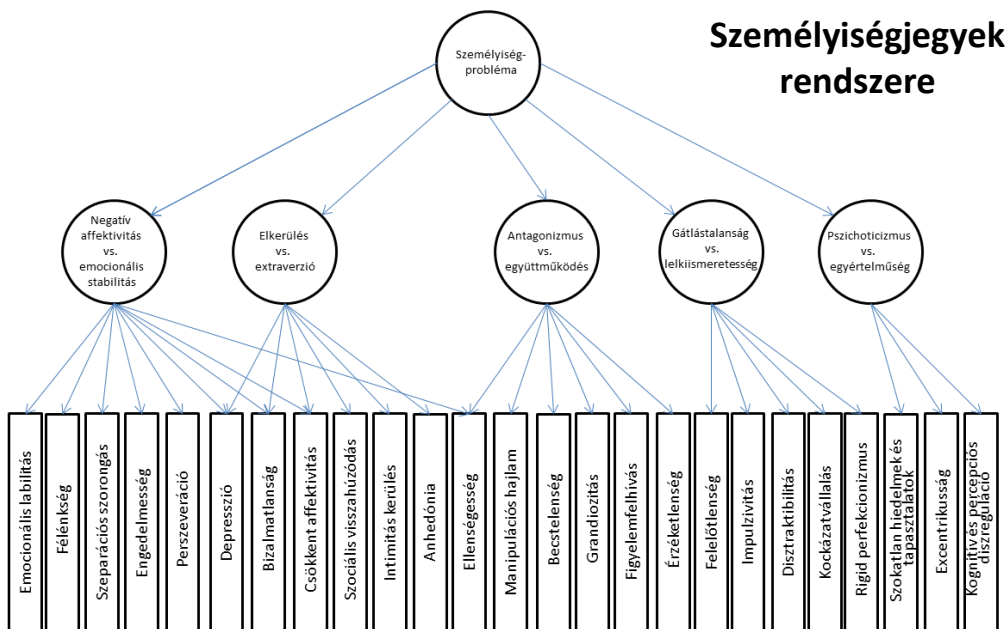 Személyiségjegyek
rendszere
Személyiség-
probléma
Negatív
affektivitás
vs.
emocionális
stabilitás
Elkerülés
vs.
extraverzió
Antagonizmus
vs.
együttműködés
Gátlástalanság
vs.
lelkiismeretesség
Pszichoticizmus
vs.
egyértelműség
Emocionális labilitás
Félénkség
Szeparációs szorongás
Engedelmesség
Perszeveráció
Depresszió
Bizalmatlanság
Csökkent affektivitás
Szociális visszahúzódás
Intimitás kerülés
Anhedónia
Ellenségesség
Manipulációs hajlam
Becstelenség
Grandiozitás
Figyelemfelhívás
Érzéketlenség
Felelőtlenség
Impulzivitás
Disztraktibilitás
Kockázatvállalás
Rigid perfekcionizmus
Szokatlan hiedelmek és
tapasztalatok
Excentrikusság
Kognitív és percepciós
diszreguláció